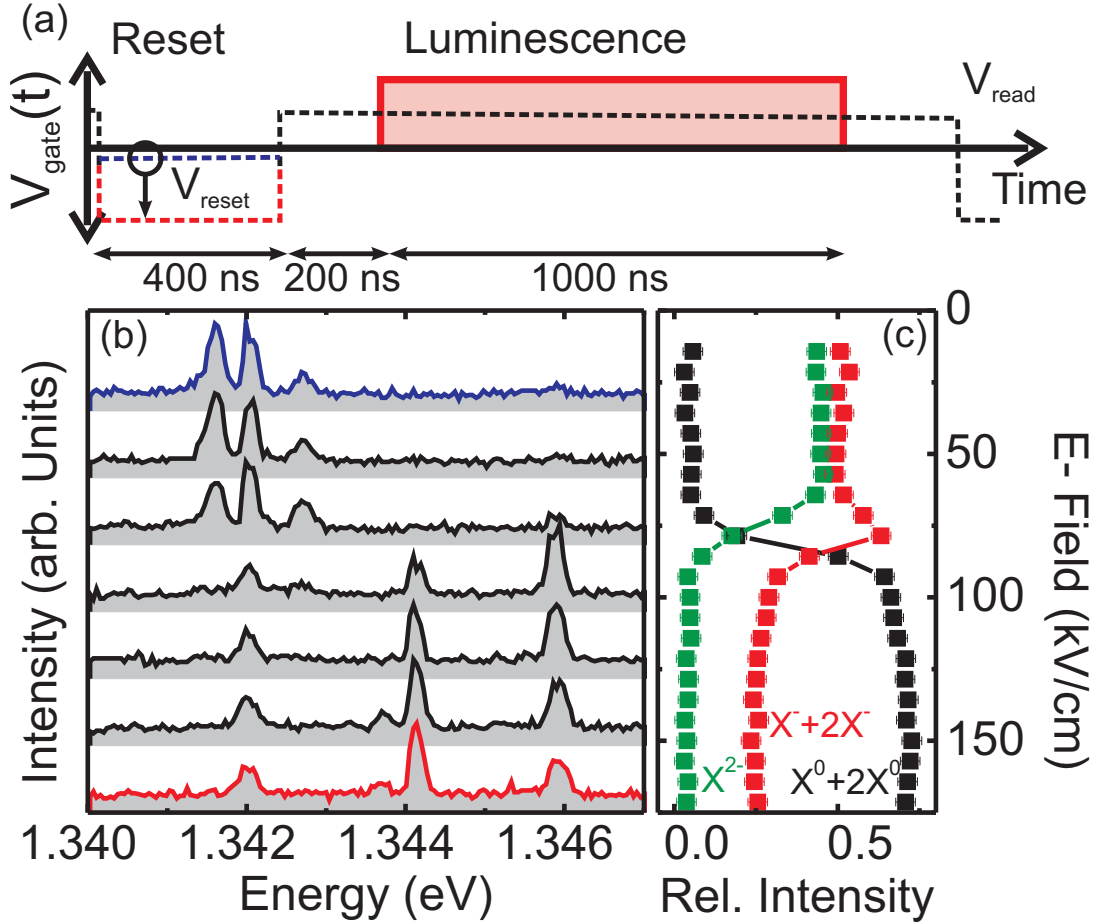 (a)
Reset
Luminescence
V_gate(t)
V_reset
V_read
Time
400 ns
200 ns
1000 ns
(b)
Intensity (arb. Units)
1.340
1.342
1.344
1.346
Energy (eV)
(c)
0
50
100
150
E- Field (kV/cm)
X⁻+2X⁻
X²⁻
X⁰+2X⁰
0.0
0.5
Rel. Intensity